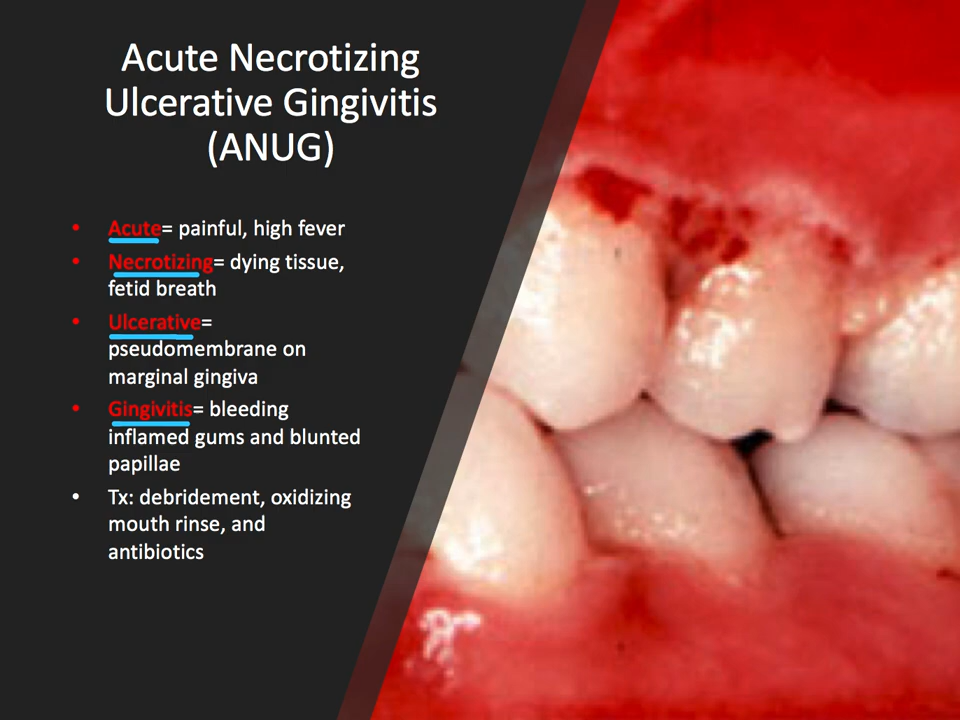 Acute Necrotizing
Ulcerative Gingivitis
(ANUG)
• Acute= painful, high fever
• Necrotizing= dying tissue,
fetid breath
• Ulcerative=
pseudomembrane on
marginal gingiva
• Gingivitis= bleeding
inflamed gums and blunted
papillae
• Tx: debridement, oxidizing
mouth rinse, and
antibiotics